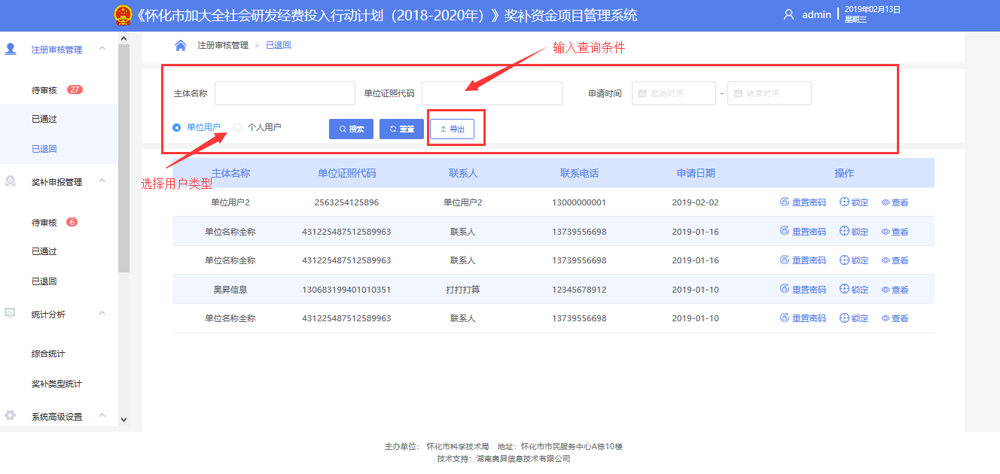 《怀化市加大全社会研发经费投入行动计划（2018-2020年）》奖补资金项目管理系统
admin
2019年02月13日
星期三
注册审核管理
待审核 27
已通过
已退回
奖补申报管理
待审核 6
已通过
已退回
统计分析
综合统计
奖补类型统计
系统高级设置
注册审核管理 > 已退回
输入查询条件
主体名称 单位证照代码 申请时间 起始时间 - 结束时间
单位用户 个人用户 搜索 重置 导出
选择用户类型
主体名称 单位证照代码 联系人 联系电话 申请日期 操作
单位用户2 2563254125896 单位用户2 13000000001 2019-02-02 重置密码 锁定 查看
单位名称全称 431225487512589963 联系人 13739556698 2019-01-16 重置密码 锁定 查看
单位名称全称 431225487512589963 联系人 13739556698 2019-01-16 重置密码 锁定 查看
奥昇信息 130683199401010351 打打打算 12345678912 2019-01-10 重置密码 锁定 查看
单位名称全称 431225487512589963 联系人 13739556698 2019-01-10 重置密码 锁定 查看
主办单位： 怀化市科学技术局 地址：怀化市市民服务中心A栋10楼
技术支持：湖南奥昇信息技术有限公司